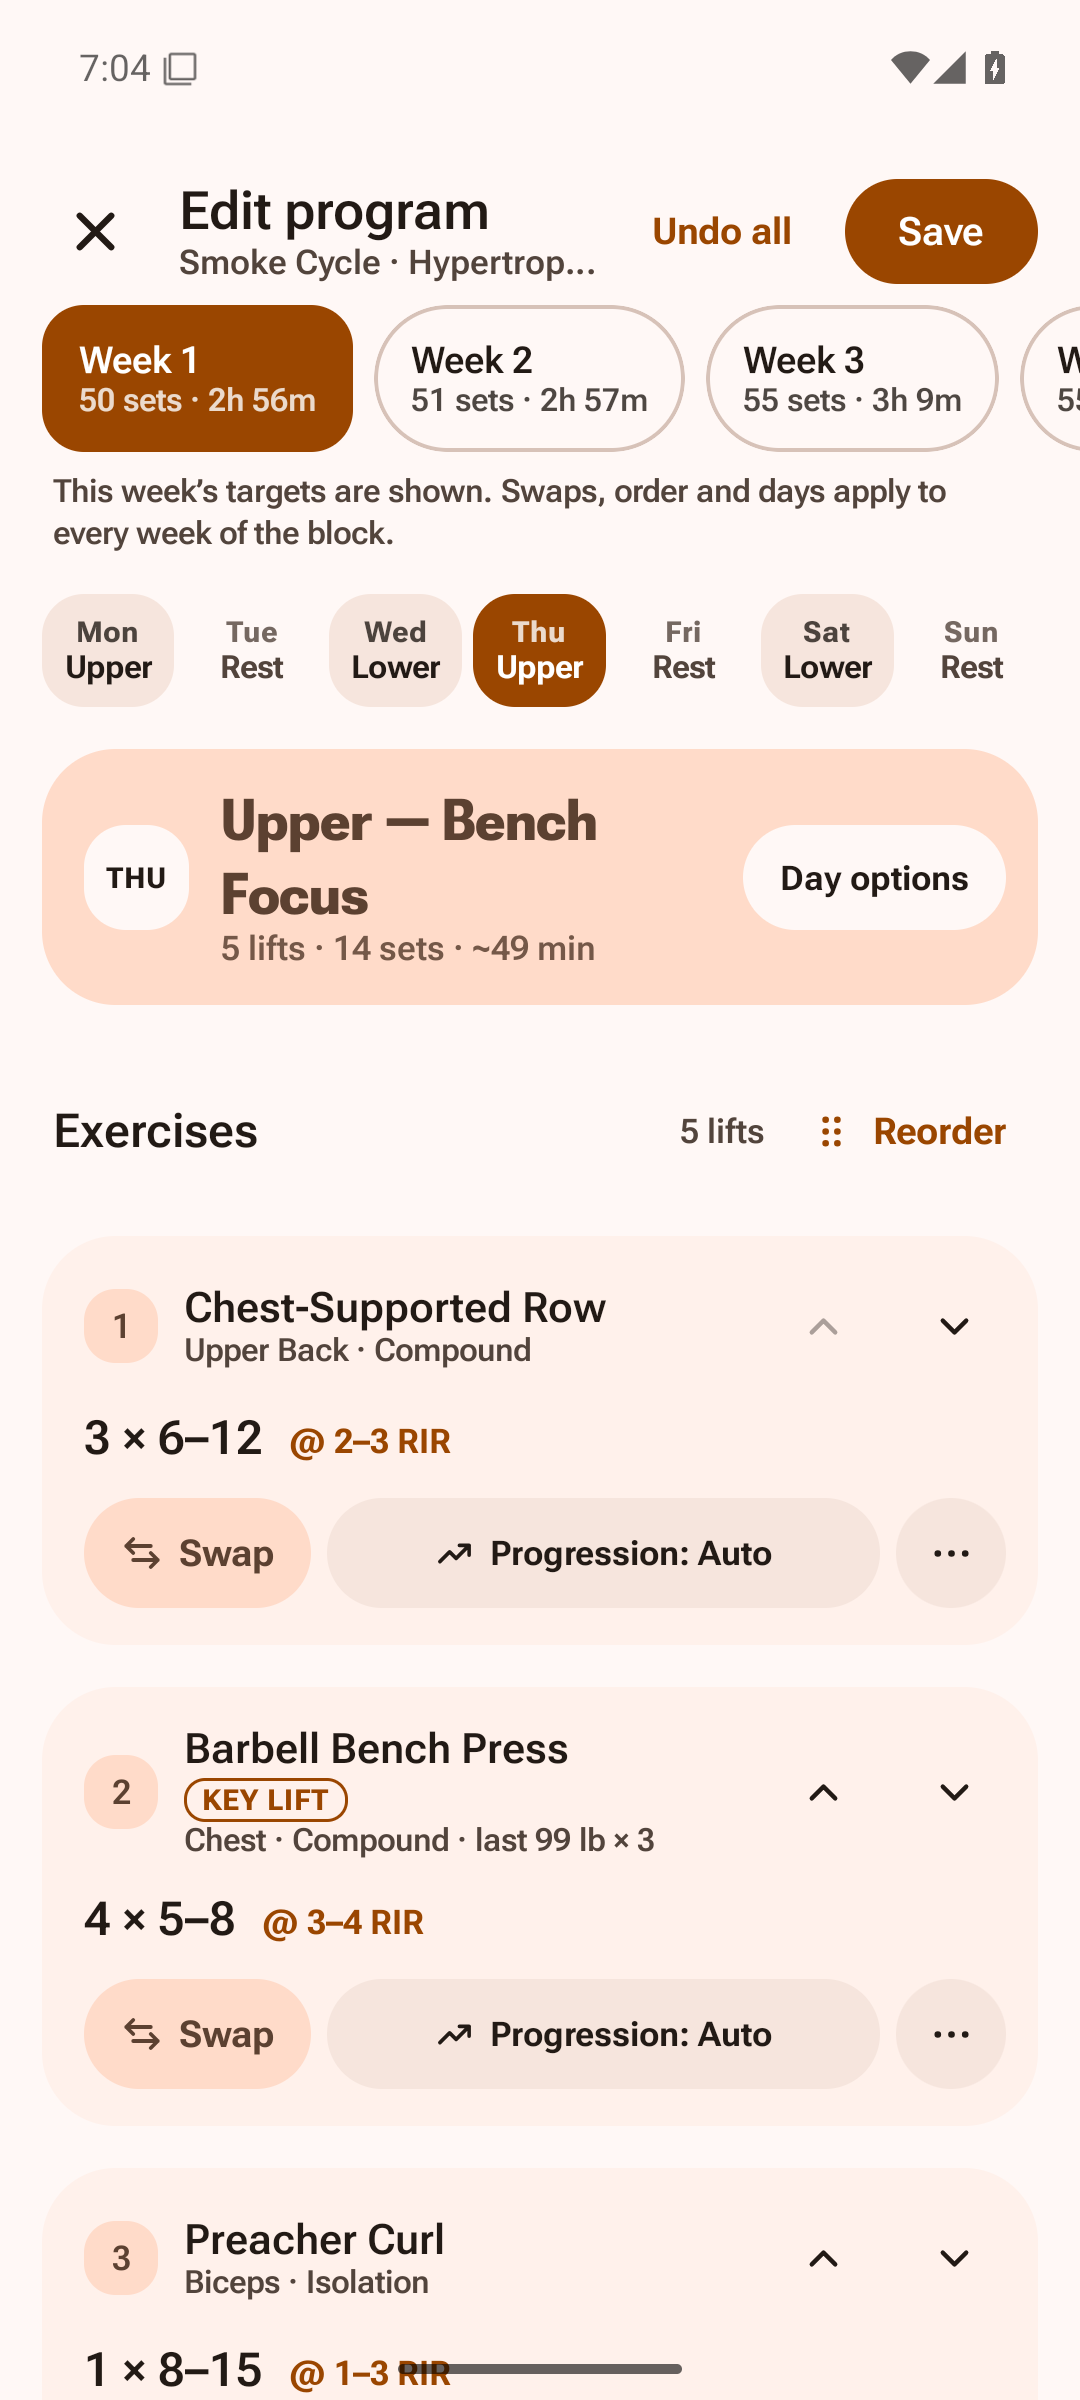 7:04
Edit program
Smoke Cycle · Hypertrop...
Undo all
Save
Week 1
50 sets · 2h 56m
Week 2
51 sets · 2h 57m
Week 3
55 sets · 3h 9m
This week’s targets are shown. Swaps, order and days apply to
every week of the block.
Mon
Upper
Tue
Rest
Wed
Lower
Thu
Upper
Fri
Rest
Sat
Lower
Sun
Rest
THU
Upper — Bench
Focus
5 lifts · 14 sets · ~49 min
Day options
Exercises
5 lifts
Reorder
1
Chest-Supported Row
Upper Back · Compound
3 × 6–12 @ 2–3 RIR
Swap
Progression: Auto
2
Barbell Bench Press
KEY LIFT
Chest · Compound · last 99 lb × 3
4 × 5–8 @ 3–4 RIR
Swap
Progression: Auto
3
Preacher Curl
Biceps · Isolation
1 × 8–15 @ 1–3 RIR